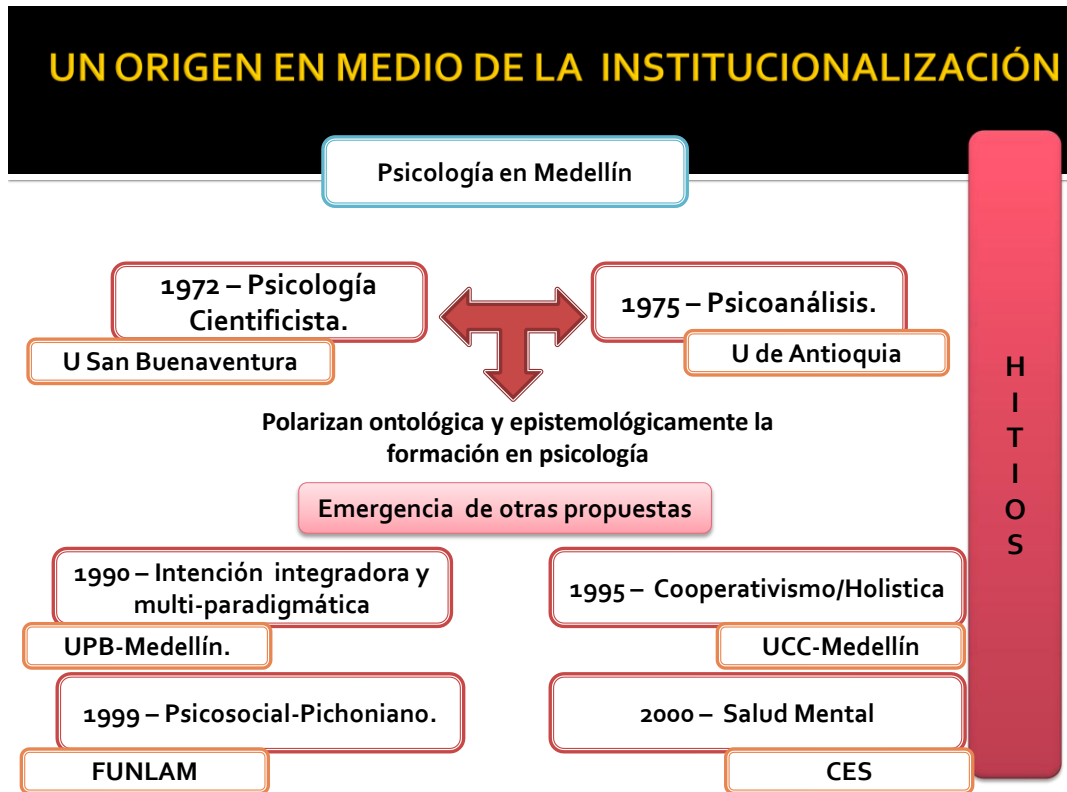 UN ORIGEN EN MEDIO DE LA INSTITUCIONALIZACIÓN
Psicología en Medellín
1972 – Psicología
Cientificista.
U San Buenaventura
1975 – Psicoanálisis.
U de Antioquia
Polarizan ontológica y epistemológicamente la
formación en psicología
Emergencia de otras propuestas
1990 – Intención integradora y
multi-paradigmática
UPB-Medellín.
1995 – Cooperativismo/Holistica
UCC-Medellín
1999 – Psicosocial-Pichoniano.
FUNLAM
2000 – Salud Mental
CES
H
I
T
I
O
S